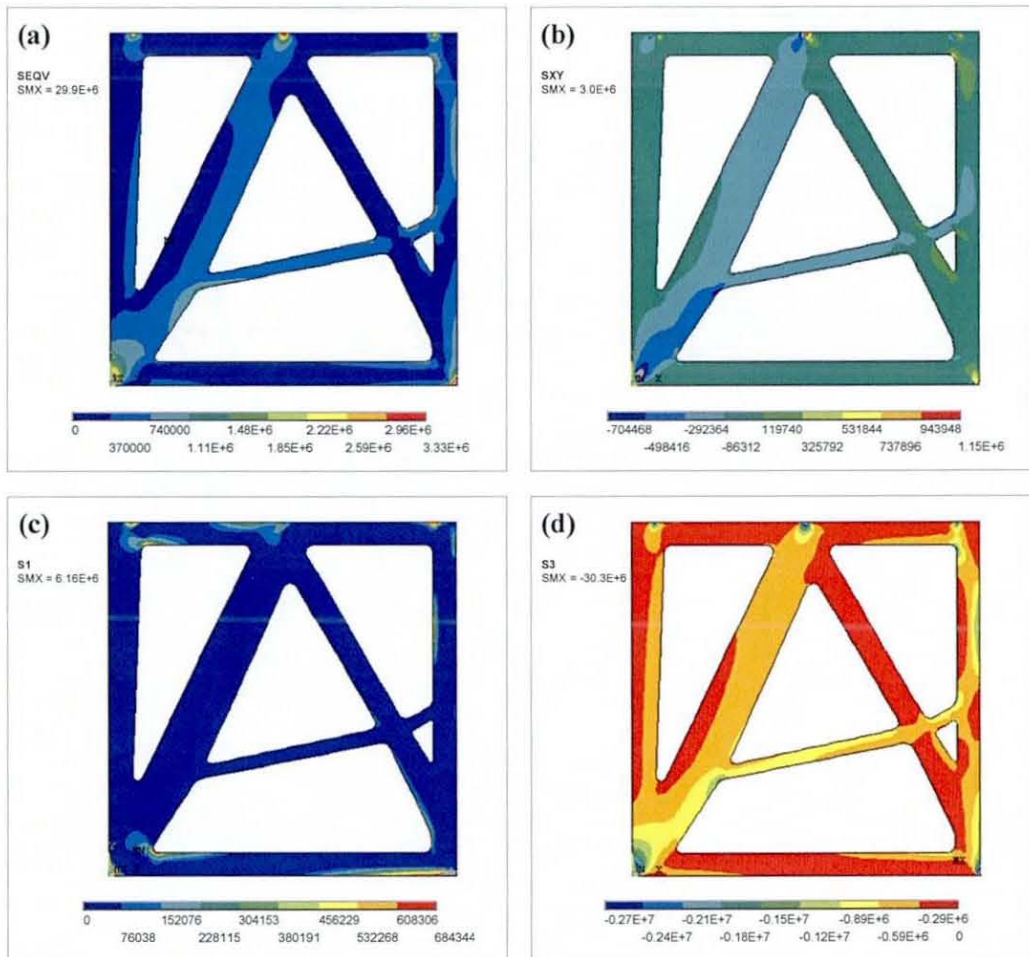 (a)
SEQV
SMX = 29.9E+6
0 740000 1.48E+6 2.22E+6 2.96E+6
370000 1.11E+6 1.85E+6 2.59E+6 3.33E+6
(b)
SXY
SMX = 3.0E+6
X
-704468 -292364 119740 531844 943948
-498416 -86312 325792 737896 1.15E+6
(c)
S1
SMX = 6.16E+6
0 152076 304153 456229 608306
76038 228115 380191 532268 684344
(d)
S3
SMX = -30.3E+6
X
-0.27E+7 -0.21E+7 -0.15E+7 -0.89E+6 -0.29E+6
-0.24E+7 -0.18E+7 -0.12E+7 -0.59E+6 0